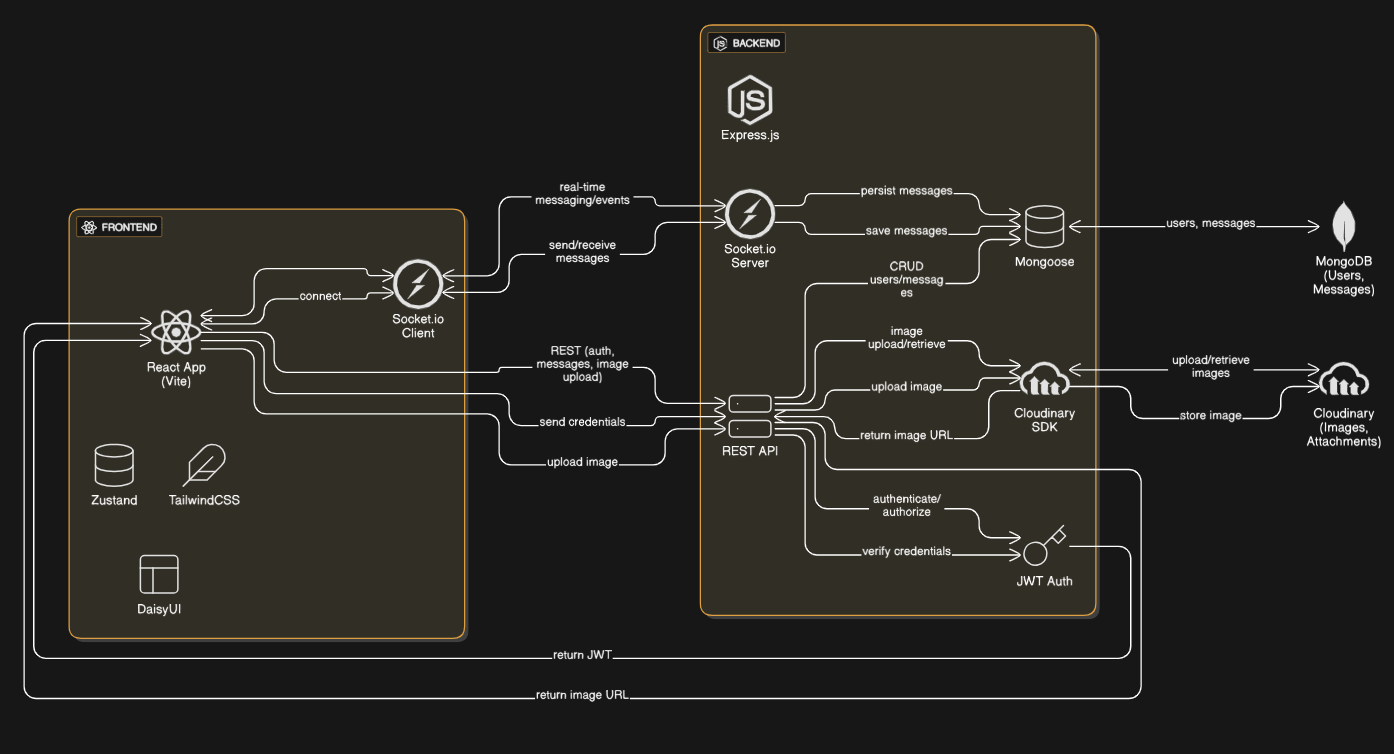 BACKEND
JS
Express.js
real-time
messaging/events
persist messages
FRONTEND
Socket.io
Server
save messages
Mongoose
users, messages
MongoDB
(Users,
Messages)
send/receive
messages
CRUD
users/messag
es
connect
Socket.io
Client
React App
(Vite)
REST (auth,
messages, image
upload)
image
upload/retrieve
upload/retrieve
images
upload image
send credentials
Cloudinary
SDK
store image
Cloudinary
(Images,
Attachments)
return image URL
REST API
upload image
Zustand
TailwindCSS
authenticate/
authorize
verify credentials
JWT Auth
DaisyUI
return JWT
return image URL